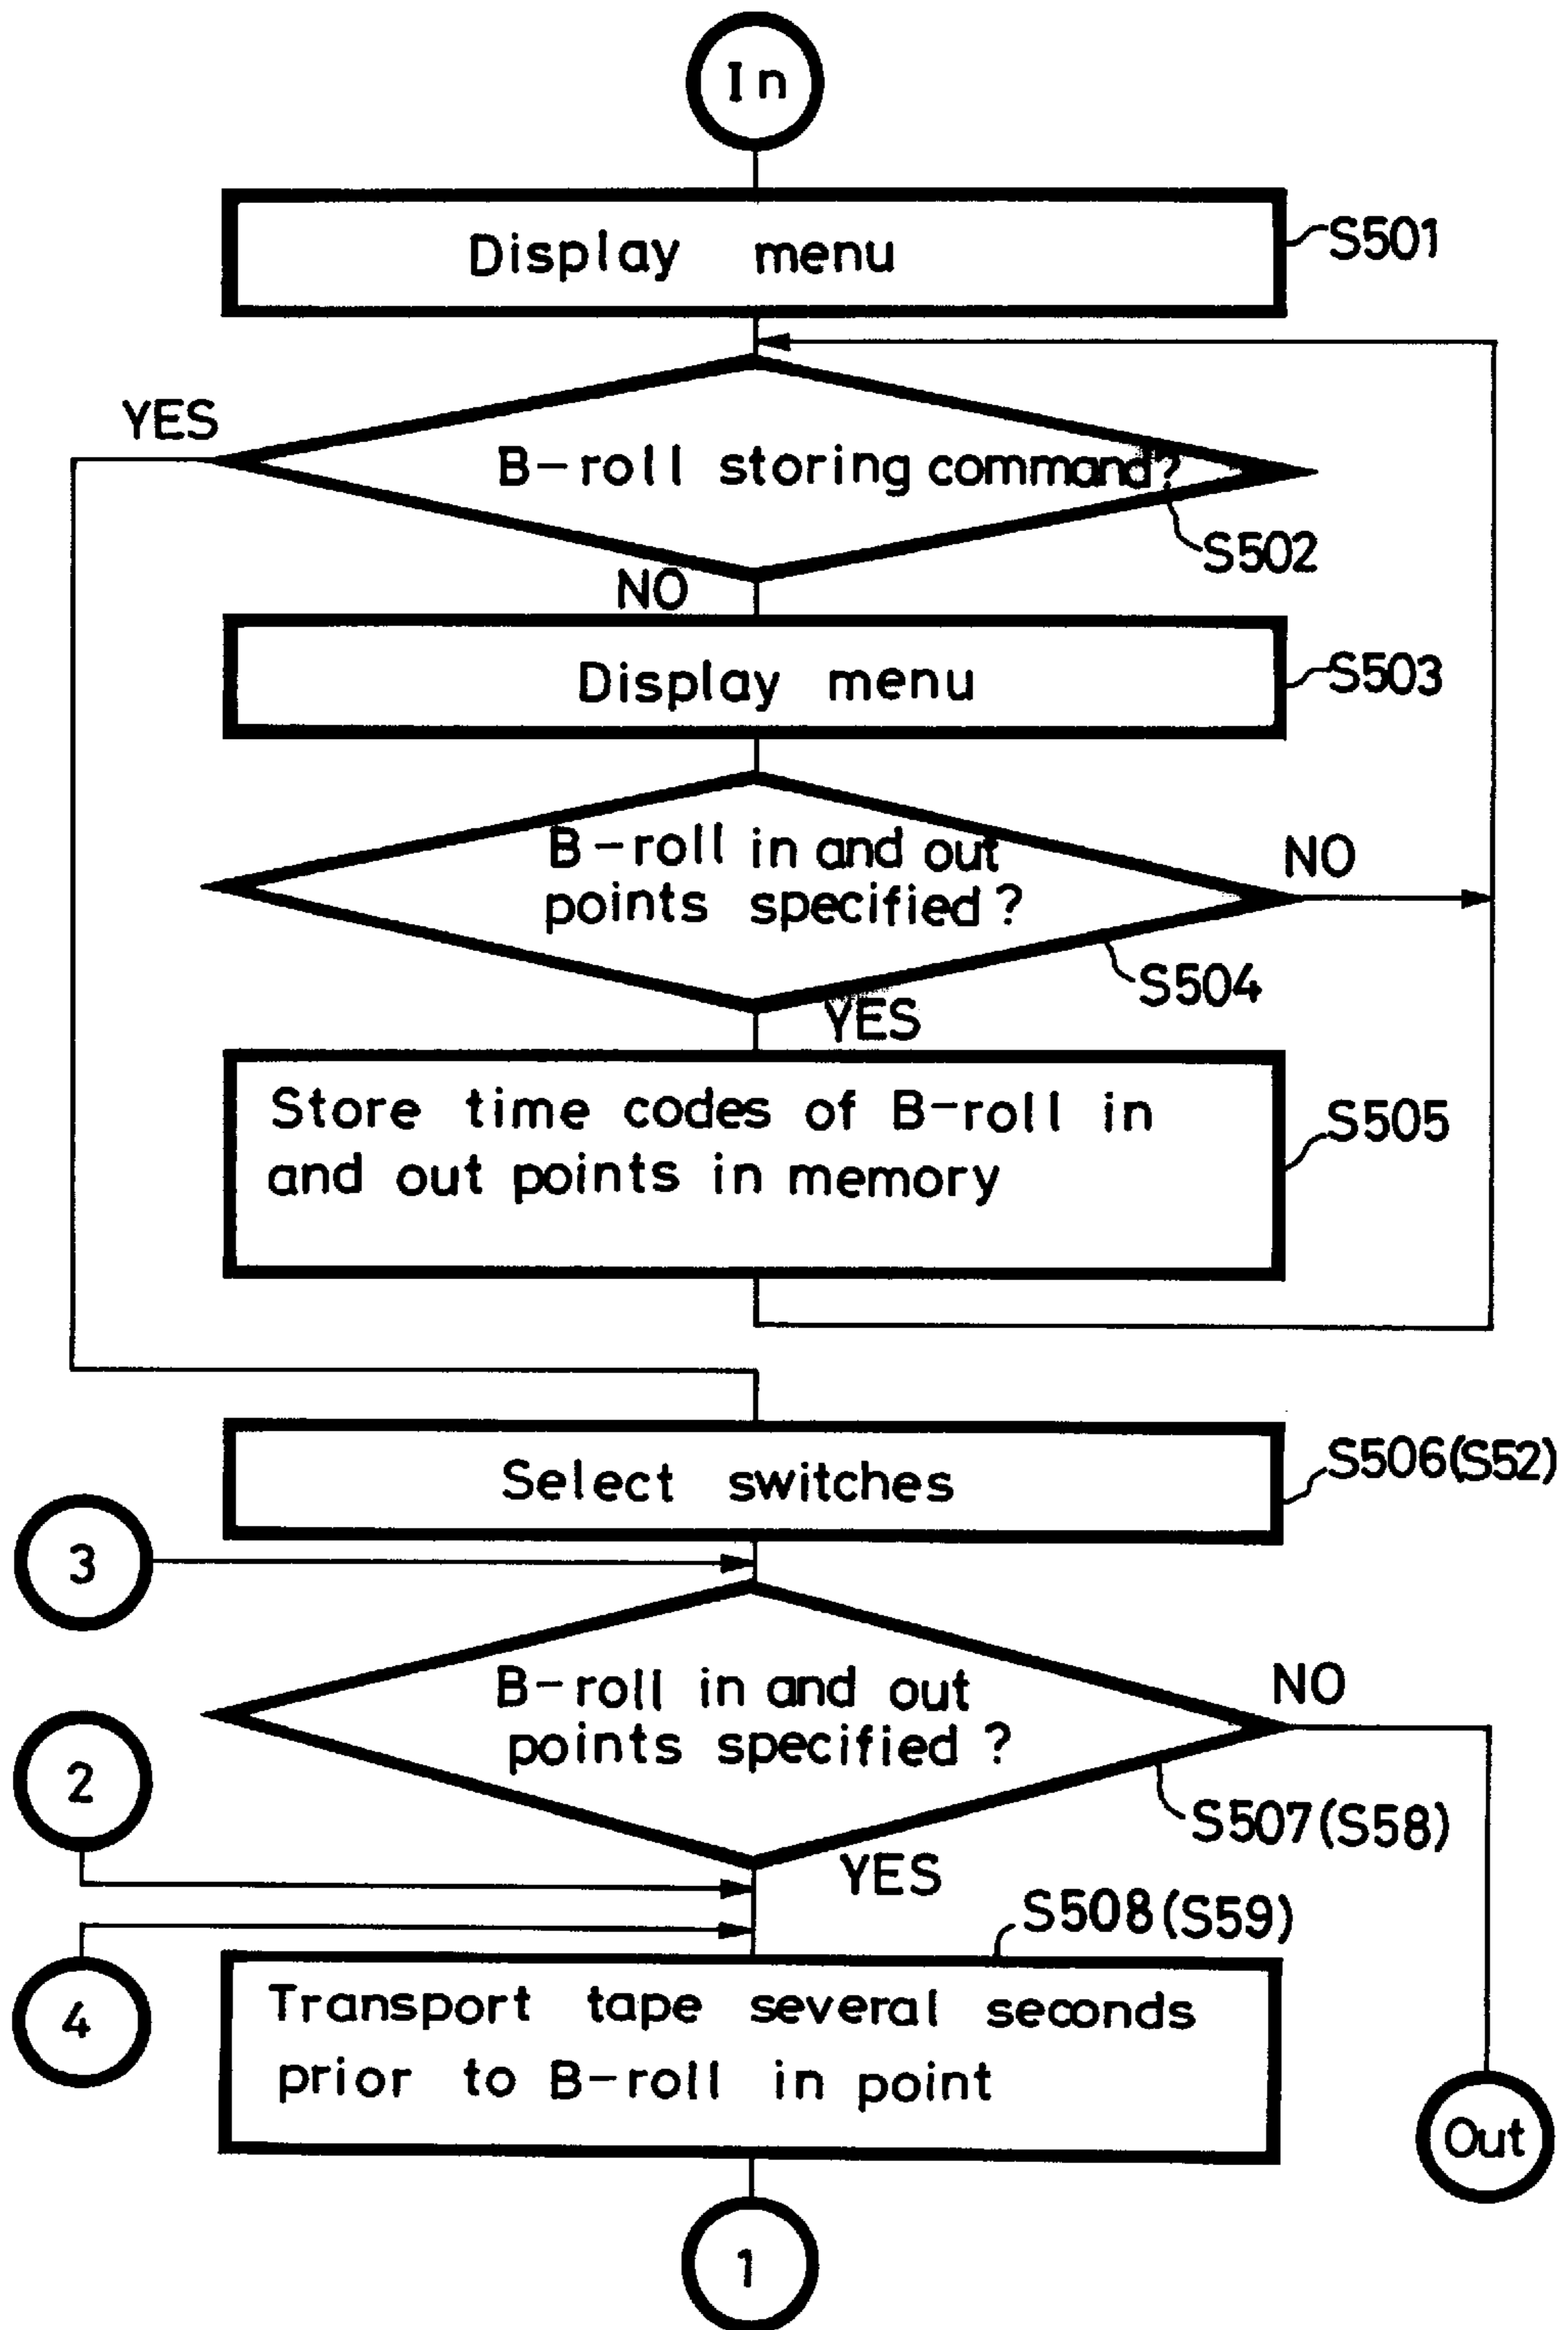 In
Display menu
S501
YES
B-roll storing command?
S502
NO
Display menu
S503
B-roll in and out
points specified?
NO
S504
YES
Store time codes of B-roll in
and out points in memory
S505
Select switches
S506(S52)
3
B-roll in and out
points specified?
NO
2
S507(S58)
YES
S508(S59)
4
Transport tape several seconds
prior to B-roll in point
Out
1